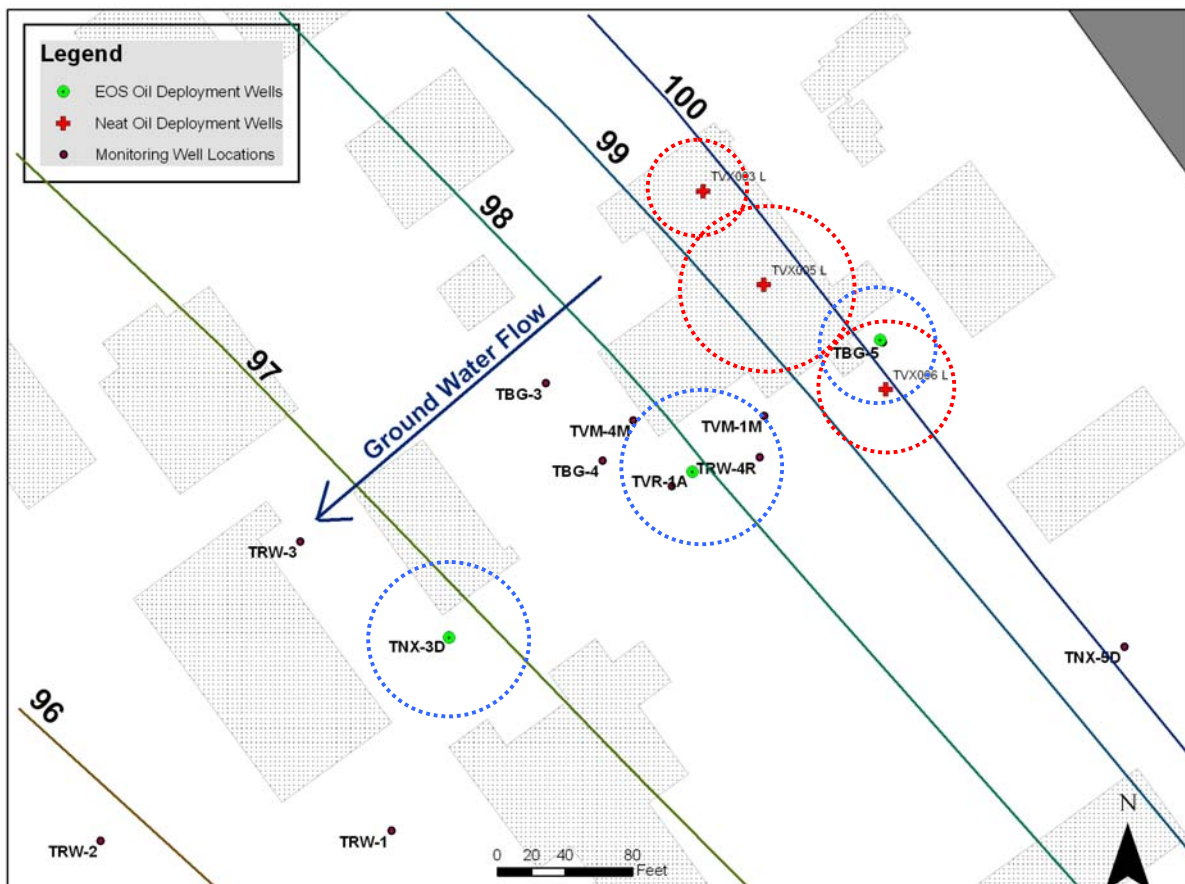 Legend
EOS Oil Deployment Wells
Neat Oil Deployment Wells
Monitoring Well Locations
100
99
98
97
96
TVX003 L
TVX005 L
TBG-5
TVX006 L
Ground Water Flow
TBG-3
TVM-4M
TVM-1M
TBG-4
TRW-4R
TVR-1A
TRW-3
TNX-3D
TNX-9D
TRW-1
TRW-2
N
0 20 40 80
Feet